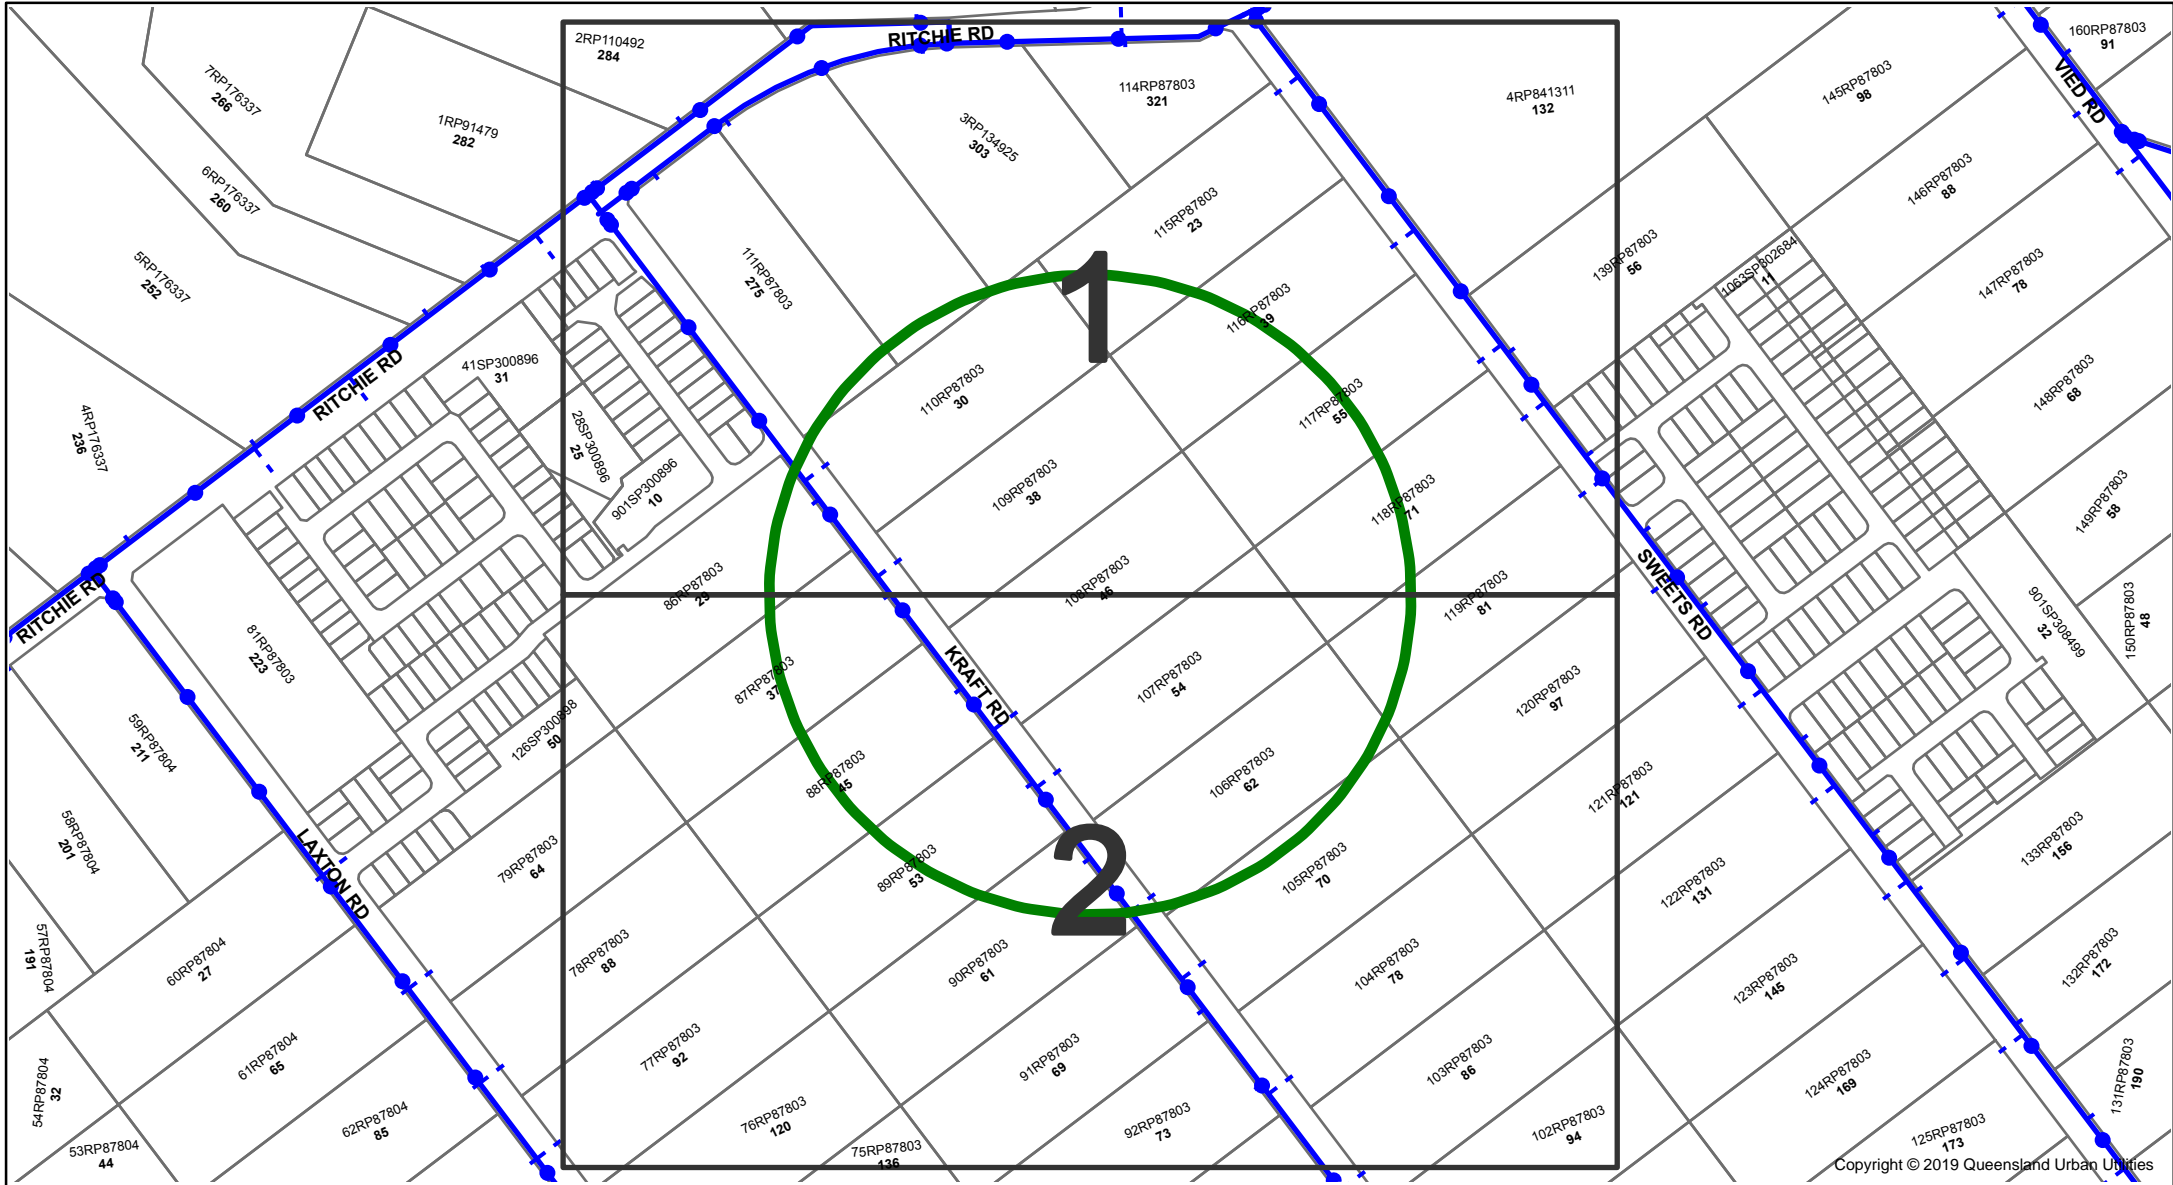 2RP110492
284
RITCHIE RD
160RP87803
91
7RP176337
266
1RP91479
282
114RP87803
321
4RP841311
132
145RP87803
98
VIED RD
3RP134925
303
6RP176337
260
115RP87803
23
146RP87803
88
5RP176337
252
111RP87803
275
1
139RP87803
56
1063SP302684
11
147RP87803
78
116RP87803
39
RITCHIE RD
41SP300896
31
110RP87803
30
117RP87803
55
148RP87803
68
4RP176337
236
28SP300896
25
901SP300896
10
109RP87803
38
118RP87803
71
149RP87803
58
RITCHIE RD
86RP87803
29
108RP87803
46
119RP87803
81
SWEETS RD
901SP308499
32
150RP87803
48
81RP87803
223
87RP87803
37
KRAFT RD
107RP87803
54
120RP87803
97
59RP87804
211
126SP300898
50
88RP87803
45
106RP87803
62
121RP87803
121
58RP87804
201
LAXTON RD
79RP87803
64
89RP87803
53
2
105RP87803
70
122RP87803
131
133RP87803
156
57RP87804
191
60RP87804
27
78RP87803
88
90RP87803
61
104RP87803
78
123RP87803
145
132RP87803
172
54RP87804
32
61RP87804
65
77RP87803
92
91RP87803
69
103RP87803
86
124RP87803
169
131RP87803
190
53RP87804
44
62RP87804
85
76RP87803
120
75RP87803
136
92RP87803
73
102RP87803
94
125RP87803
173
Copyright © 2019 Queensland Urban Utilities